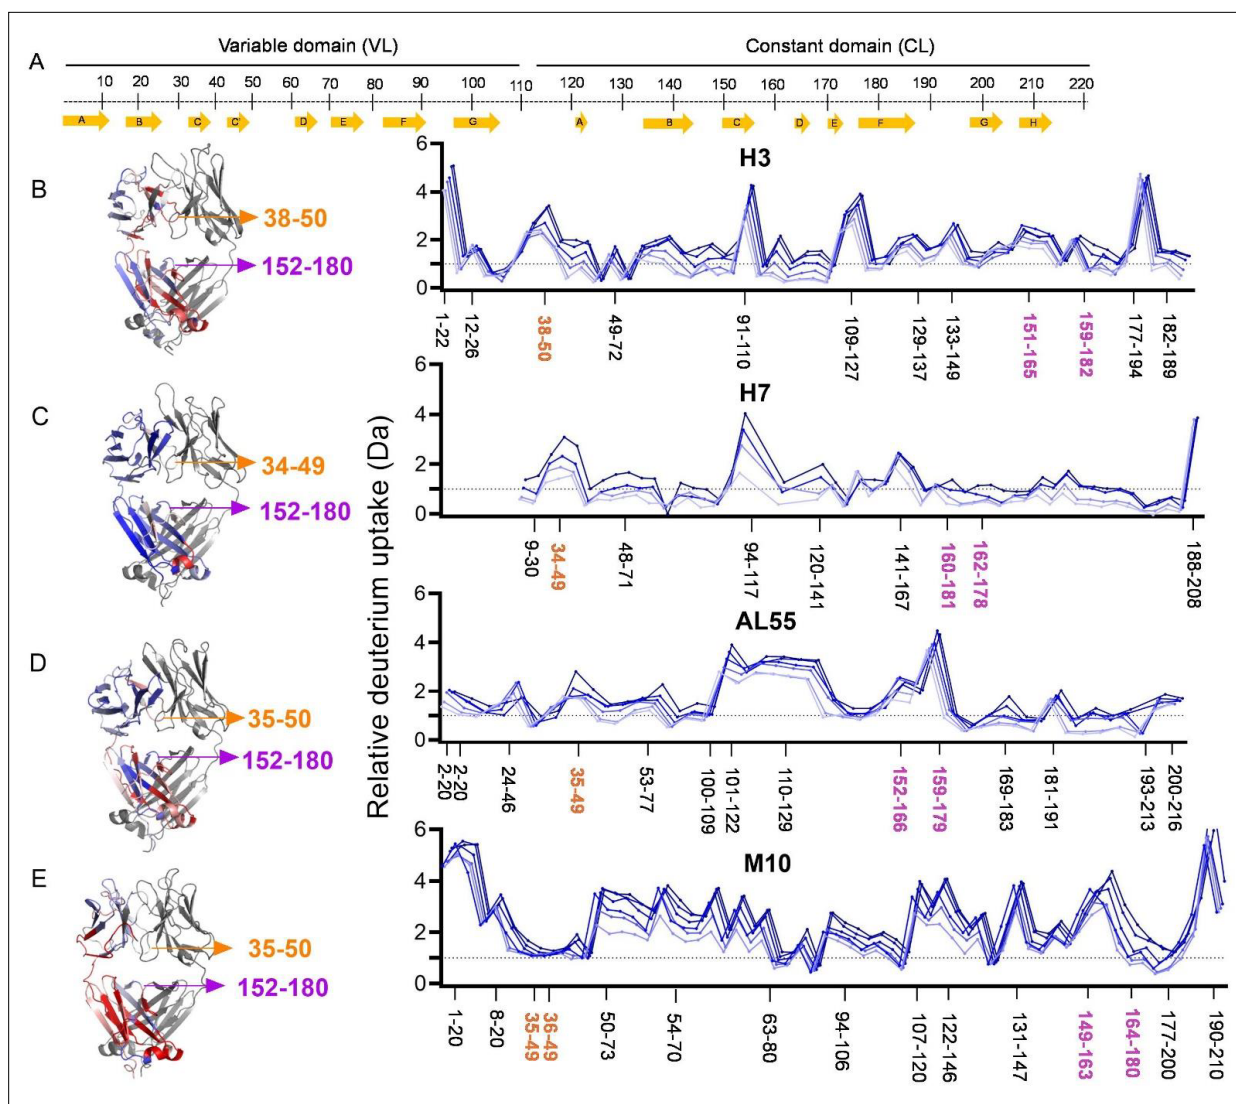 Variable domain (VL)
Constant domain (CL)
A
10 20 30 40 50 60 70 80 90 100 110 120 130 140 150 160 170 180 190 200 210 220
A B C C' D E F G A B C D E F G H
B
38-50
152-180
C
34-49
152-180
D
35-50
152-180
E
35-50
152-180
Relative deuterium uptake (Da)
H3
6
4
2
1
0
1-22 12-26 38-50 49-72 91-110 109-127 129-137 133-149 151-165 159-182 177-194 182-189
H7
6
4
2
1
0
9-30 34-49 48-71 94-117 120-141 141-167 160-181 162-178 188-208
AL55
6
4
2
1
0
2-20 2-20 24-46 35-49 53-77 100-109 101-122 110-129 152-166 159-179 169-183 181-191 193-213 200-216
M10
6
4
2
1
0
1-20 8-20 35-49 36-49 50-73 54-70 63-80 94-106 107-120 122-146 131-147 149-163 164-180 177-200 190-210